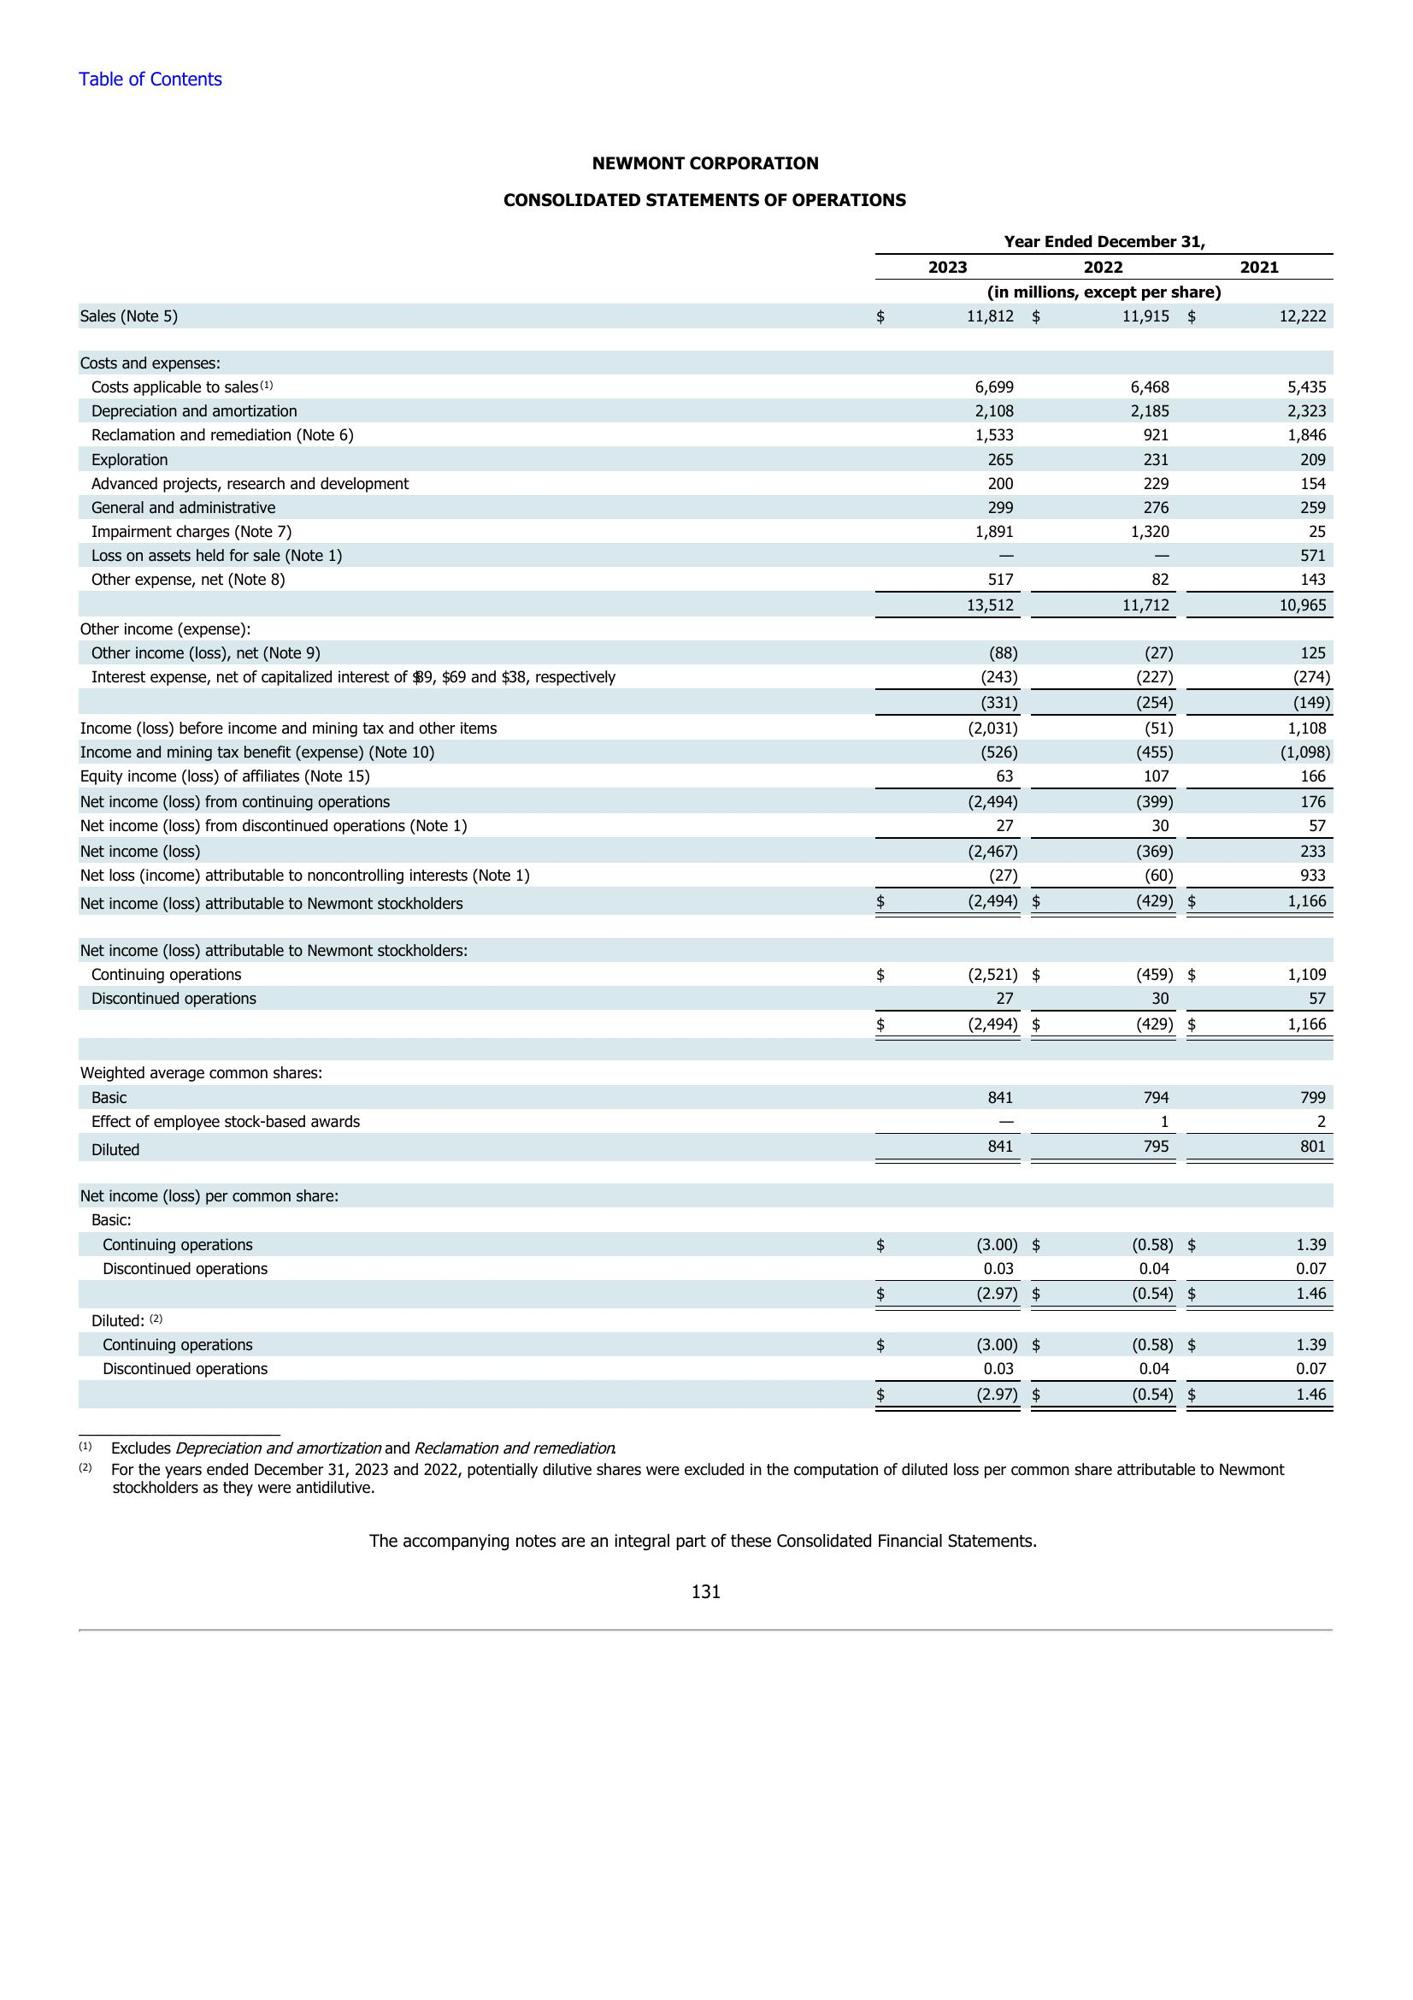 Table of Contents
NEWMONT CORPORATION
CONSOLIDATED STATEMENTS OF OPERATIONS
Year Ended December 31,
2023 2022 2021
(in millions, except per share)
Sales (Note 5) $ 11,812 $ 11,915 $ 12,222
Costs and expenses:
Costs applicable to sales (1) 6,699 6,468 5,435
Depreciation and amortization 2,108 2,185 2,323
Reclamation and remediation (Note 6) 1,533 921 1,846
Exploration 265 231 209
Advanced projects, research and development 200 229 154
General and administrative 299 276 259
Impairment charges (Note 7) 1,891 1,320 25
Loss on assets held for sale (Note 1) — — 571
Other expense, net (Note 8) 517 82 143
13,512 11,712 10,965
Other income (expense):
Other income (loss), net (Note 9) (88) (27) 125
Interest expense, net of capitalized interest of $89, $69 and $38, respectively (243) (227) (274)
(331) (254) (149)
Income (loss) before income and mining tax and other items (2,031) (51) 1,108
Income and mining tax benefit (expense) (Note 10) (526) (455) (1,098)
Equity income (loss) of affiliates (Note 15) 63 107 166
Net income (loss) from continuing operations (2,494) (399) 176
Net income (loss) from discontinued operations (Note 1) 27 30 57
Net income (loss) (2,467) (369) 233
Net loss (income) attributable to noncontrolling interests (Note 1) (27) (60) 933
Net income (loss) attributable to Newmont stockholders $ (2,494) $ (429) $ 1,166
Net income (loss) attributable to Newmont stockholders:
Continuing operations $ (2,521) $ (459) $ 1,109
Discontinued operations 27 30 57
$ (2,494) $ (429) $ 1,166
Weighted average common shares:
Basic 841 794 799
Effect of employee stock-based awards — 1 2
Diluted 841 795 801
Net income (loss) per common share:
Basic:
Continuing operations $ (3.00) $ (0.58) $ 1.39
Discontinued operations 0.03 0.04 0.07
$ (2.97) $ (0.54) $ 1.46
Diluted: (2)
Continuing operations $ (3.00) $ (0.58) $ 1.39
Discontinued operations 0.03 0.04 0.07
$ (2.97) $ (0.54) $ 1.46
(1) Excludes Depreciation and amortization and Reclamation and remediation.
(2) For the years ended December 31, 2023 and 2022, potentially dilutive shares were excluded in the computation of diluted loss per common share attributable to Newmont
stockholders as they were antidilutive.
The accompanying notes are an integral part of these Consolidated Financial Statements.
131